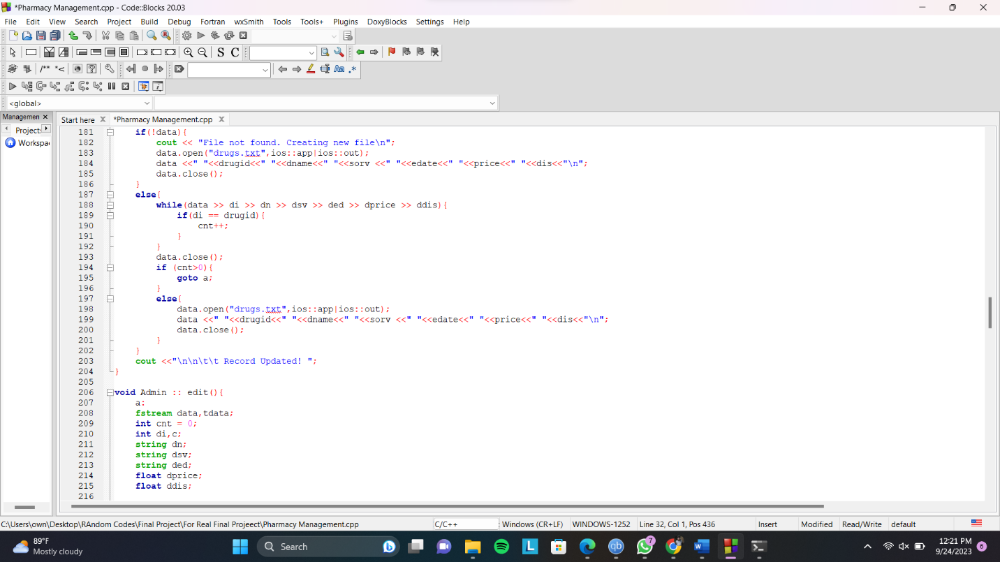 *Pharmacy Management.cpp - Code::Blocks 20.03
File Edit View Search Project Build Debug Fortran wxSmith Tools Tools+ Plugins DoxyBlocks Settings Help
S C
/** *< Aa .*
<global>
Managemen
Start here *Pharmacy Management.cpp
Project
Workspa
181 if(!data){
182 cout << "File not found. Creating new file\n";
183 data.open("drugs.txt",ios::app|ios::out);
184 data <<" "<<drugid<<" "<<dname<<" "<<sorv <<" "<<edate<<" "<<price<<" "<<dis<<"\n";
185 data.close();
186 }
187 else{
188 while(data >> di >> dn >> dsv >> ded >> dprice >> ddis){
189 if(di == drugid){
190 cnt++;
191 }
192 }
193 data.close();
194 if (cnt>0){
195 goto a;
196 }
197 else{
198 data.open("drugs.txt",ios::app|ios::out);
199 data <<" "<<drugid<<" "<<dname<<" "<<sorv <<" "<<edate<<" "<<price<<" "<<dis<<"\n";
200 data.close();
201 }
202 }
203 cout <<"\n\n\t\t Record Updated! ";
204 }
205
206 void Admin :: edit(){
207 a:
208 fstream data,tdata;
209 int cnt = 0;
210 int di,c;
211 string dn;
212 string dsv;
213 string ded;
214 float dprice;
215 float ddis;
216
C:\Users\own\Desktop\RAndom Codes\Final Project\For Real Final Projeect\Pharmacy Management.cpp C/C++ Windows (CR+LF) WINDOWS-1252 Line 32, Col 1, Pos 436 Insert Modified Read/Write default
89°F
Mostly cloudy
Search
L
qb
7
W
12:21 PM
9/24/2023
6